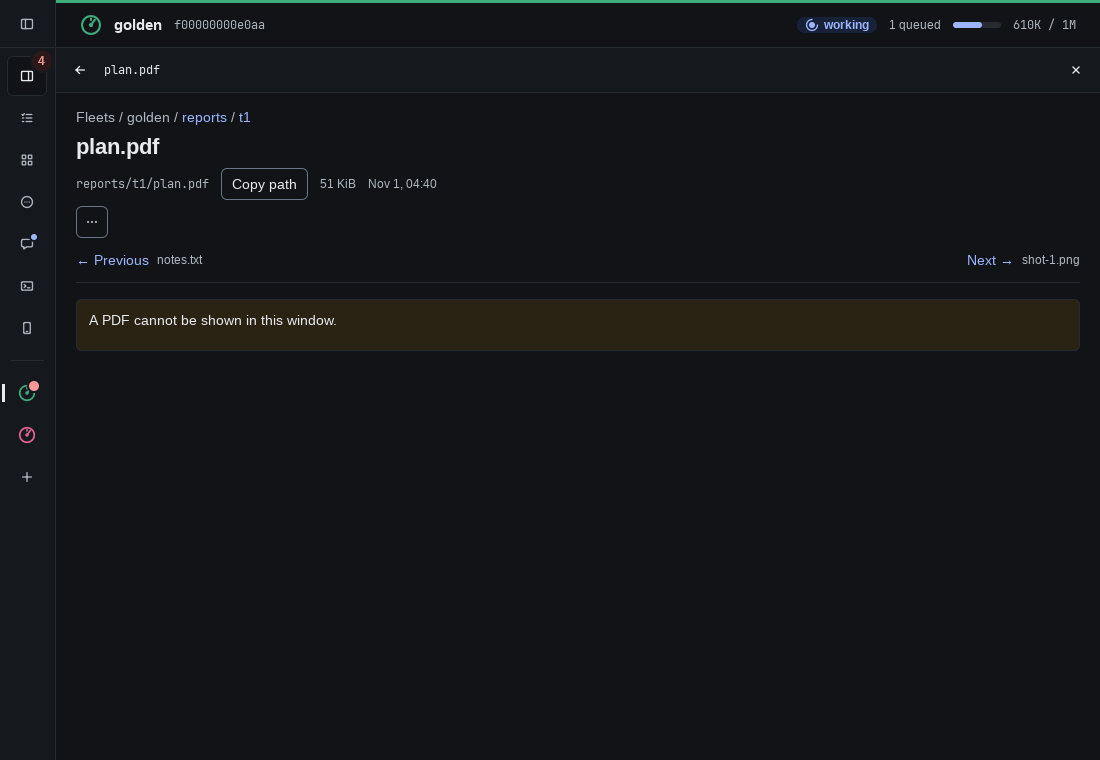 golden f00000000e0aa working 1 queued 610K / 1M
4
plan.pdf
Fleets / golden / reports / t1
plan.pdf
reports/t1/plan.pdf Copy path 51 KiB Nov 1, 04:40
← Previous notes.txt Next → shot-1.png
A PDF cannot be shown in this window.